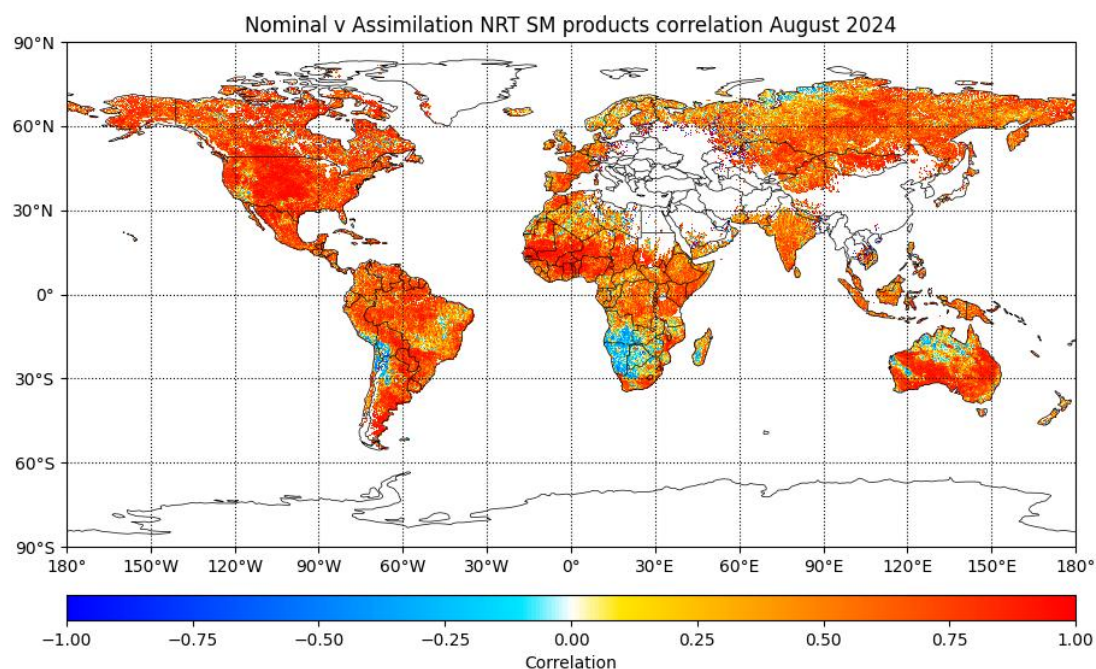 Nominal v Assimilation NRT SM products correlation August 2024
90°N
60°N
30°N
0°
30°S
60°S
90°S
180° 150°W 120°W 90°W 60°W 30°W 0° 30°E 60°E 90°E 120°E 150°E 180°
−1.00 −0.75 −0.50 −0.25 0.00 0.25 0.50 0.75 1.00
Correlation